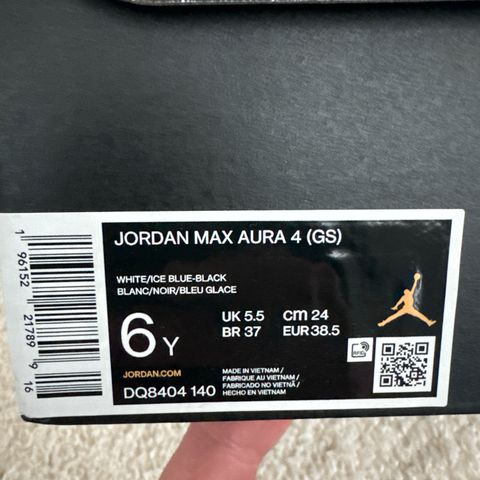 JORDAN MAX AURA 4 (GS)
WHITE/ICE BLUE-BLACK
BLANC/NOIR/BLEU GLACE
6Y
UK 5.5 cm 24
BR 37 EUR 38.5
RFID
JORDAN.COM
DQ8404 140
MADE IN VIETNAM /
FABRIQUE AU VIETNAM /
FABRICADO EN VIETNÃ /
HECHO EN VIETNAM
1 96152 21789 9 16